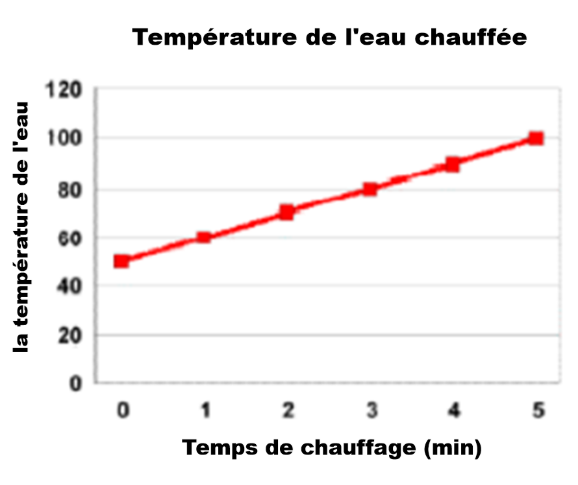 Température de l'eau chauffée
la température de l'eau
120
100
80
60
40
20
0
0 1 2 3 4 5
Temps de chauffage (min)